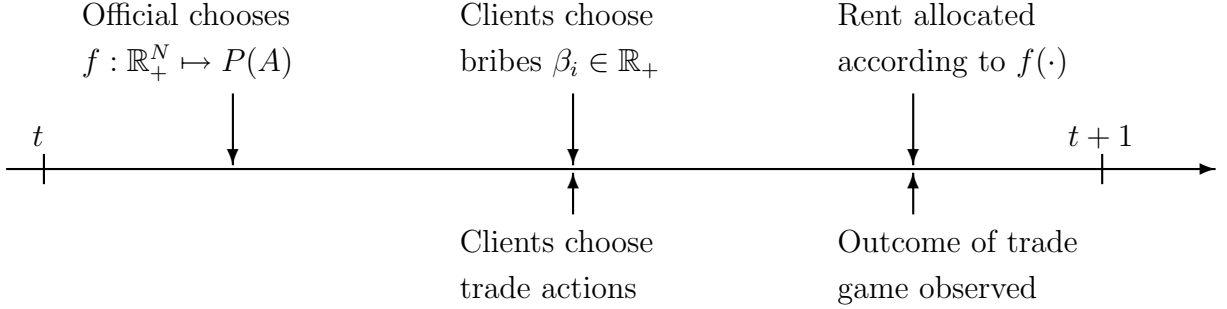 Official chooses
f : ℝ₊ᴺ ↦ P(A)
Clients choose
bribes βᵢ ∈ ℝ₊
Rent allocated
according to f(·)
t
t + 1
Clients choose
trade actions
Outcome of trade
game observed